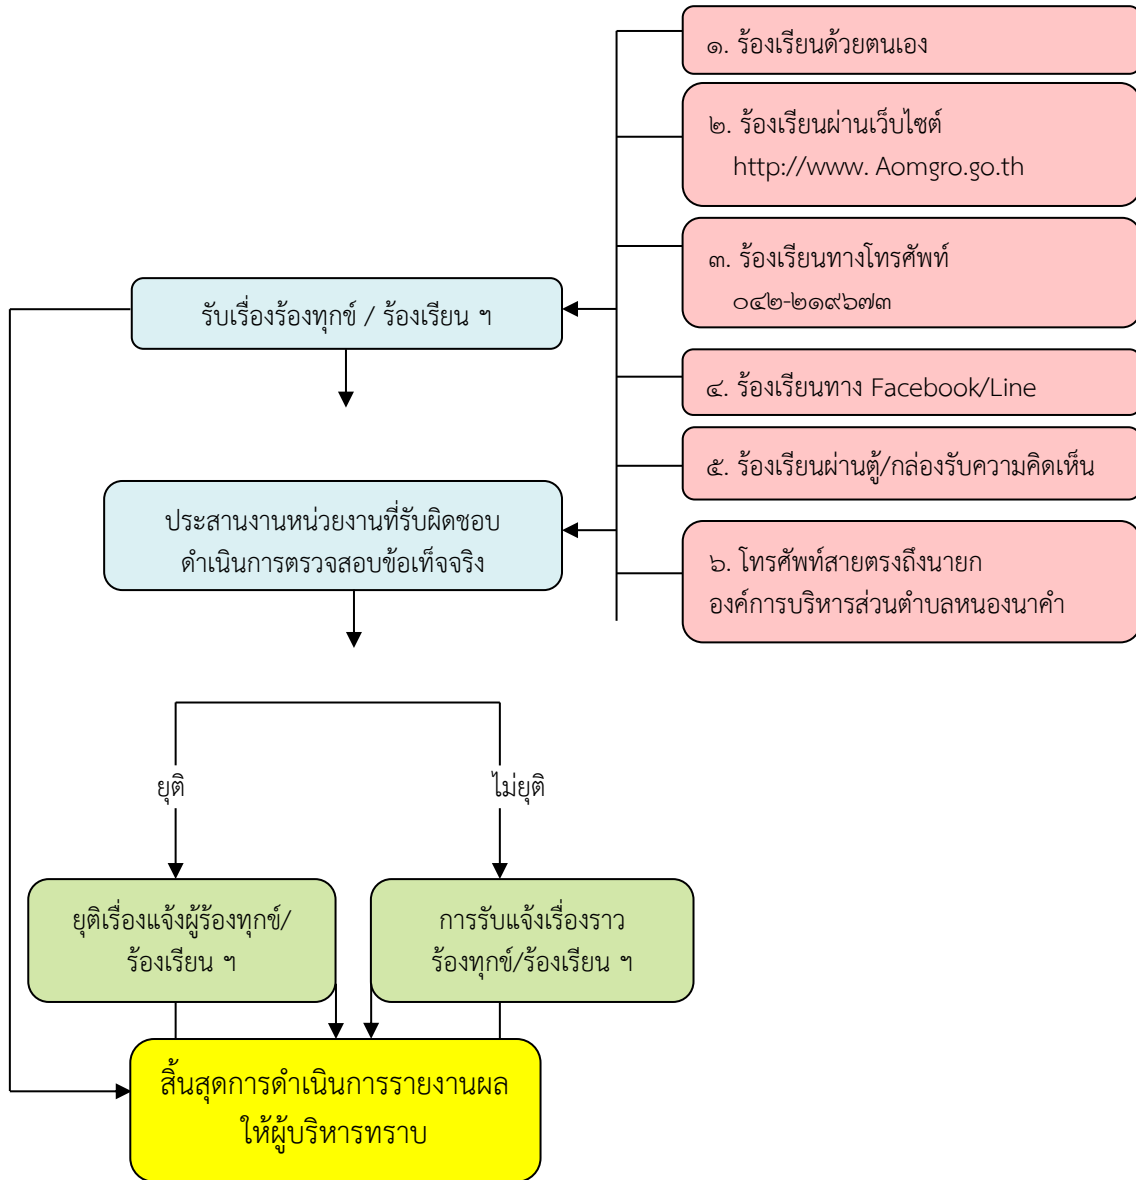 ๑. ร้องเรียนด้วยตนเอง
๒. ร้องเรียนผ่านเว็บไซต์
http://www. Aomgro.go.th
๓. ร้องเรียนทางโทรศัพท์
๐๔๒-๒๑๙๖๗๓
๔. ร้องเรียนทาง Facebook/Line
๕. ร้องเรียนผ่านตู้/กล่องรับความคิดเห็น
๖. โทรศัพท์สายตรงถึงนายก
องค์การบริหารส่วนตำบลหนองนาคำ
รับเรื่องร้องทุกข์ / ร้องเรียน ฯ
ประสานงานหน่วยงานที่รับผิดชอบ
ดำเนินการตรวจสอบข้อเท็จจริง
ยุติ
ไม่ยุติ
ยุติเรื่องแจ้งผู้ร้องทุกข์/
ร้องเรียน ฯ
การรับแจ้งเรื่องราว
ร้องทุกข์/ร้องเรียน ฯ
สิ้นสุดการดำเนินการรายงานผล
ให้ผู้บริหารทราบ